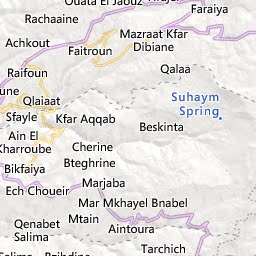 Ouata El Jaouz
Faraiya
Rachaaine
Mazraat Kfar
Dibiane
Achkout
Faitroun
Qalaa
Raifoun
Qlaiaat
Suhaym
Spring
Sfayle
Kfar Aqqab
Beskinta
Ain El
Kharroube
Cherine
Bteghrine
Bikfaiya
Marjaba
Ech Choueir
Mar Mkhayel Bnabel
Mtain
Qenabet
Salima
Aintoura
Tarchich